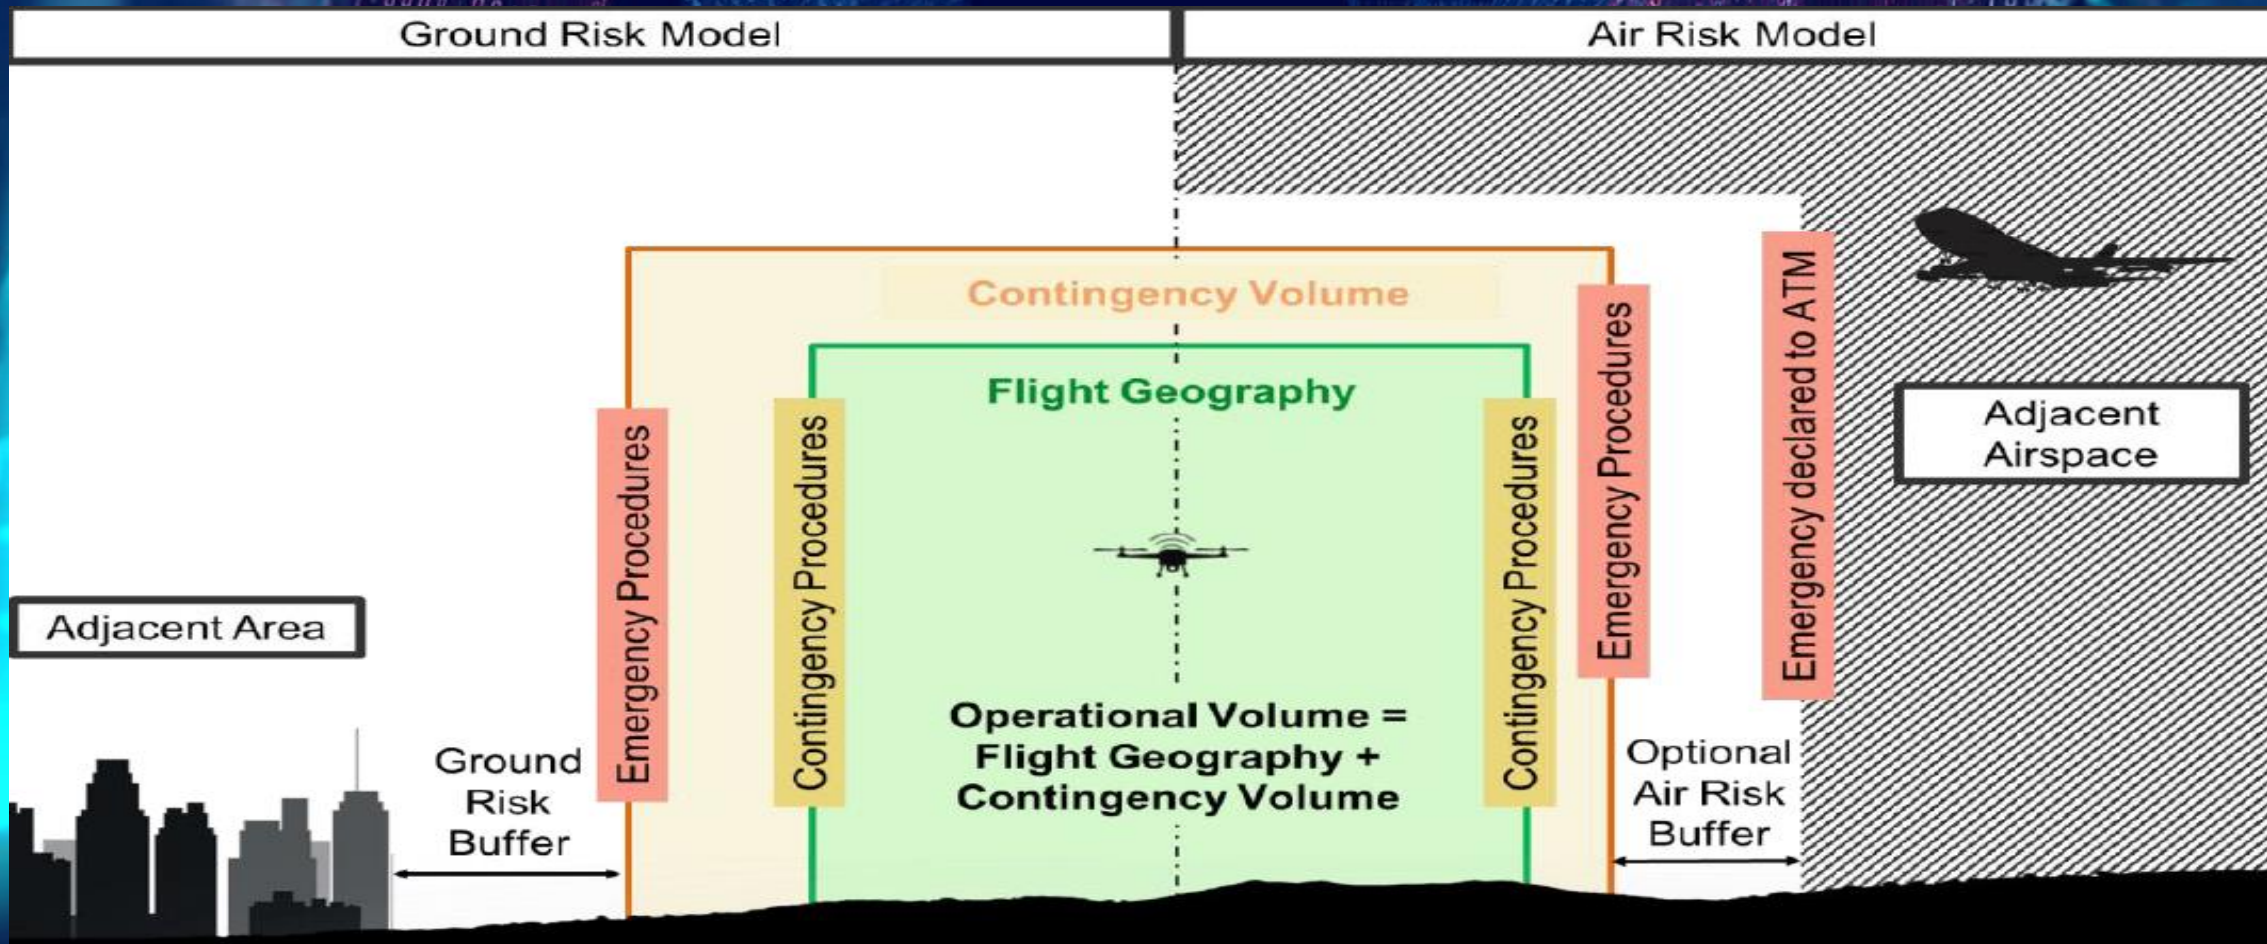 Ground Risk Model
Air Risk Model
Contingency Volume
Flight Geography
Emergency Procedures
Contingency Procedures
Contingency Procedures
Emergency Procedures
Emergency declared to ATM
Adjacent
Airspace
Adjacent Area
Operational Volume =
Flight Geography +
Contingency Volume
Ground
Risk
Buffer
Optional
Air Risk
Buffer